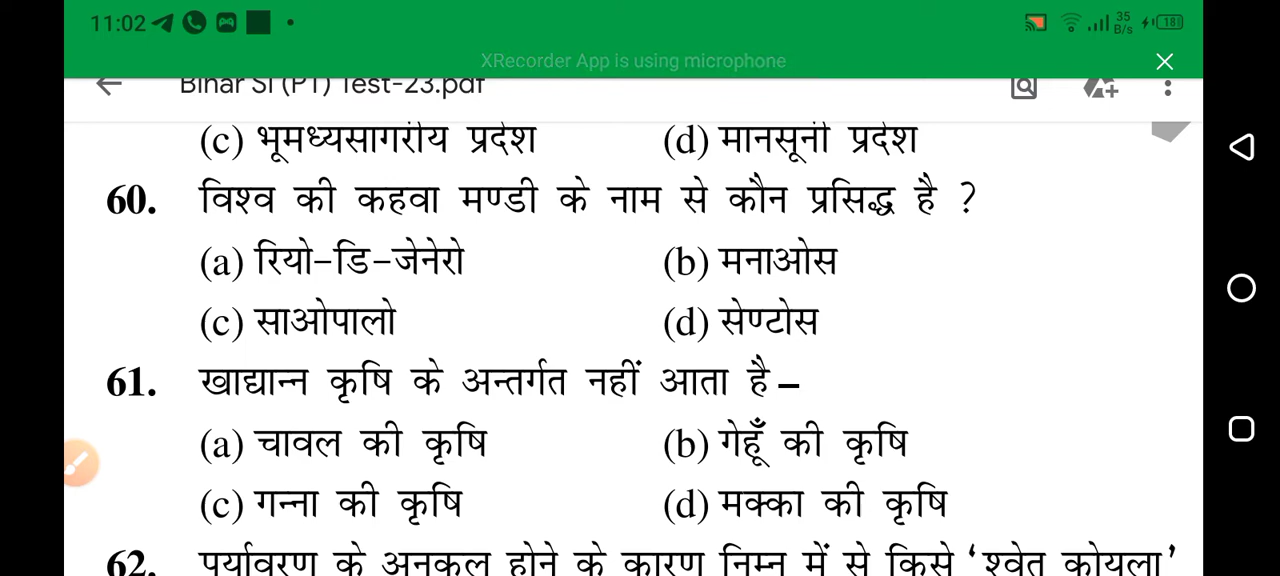 11:02 35 B/s 18
XRecorder App is using microphone
Bihar SI (PT) Test-23.pdf
(c) भूमध्यसागरीय प्रदेश (d) मानसूनी प्रदेश
60. विश्व की कहवा मण्डी के नाम से कौन प्रसिद्ध है ?
(a) रियो-डि-जेनेरो (b) मनाओस
(c) साओपालो (d) सेण्टोस
61. खाद्यान्न कृषि के अन्तर्गत नहीं आता है –
(a) चावल की कृषि (b) गेहूँ की कृषि
(c) गन्ना की कृषि (d) मक्का की कृषि
62. पर्यावरण के अनुकूल होने के कारण निम्न में से किसे ‘श्वेत कोयला’